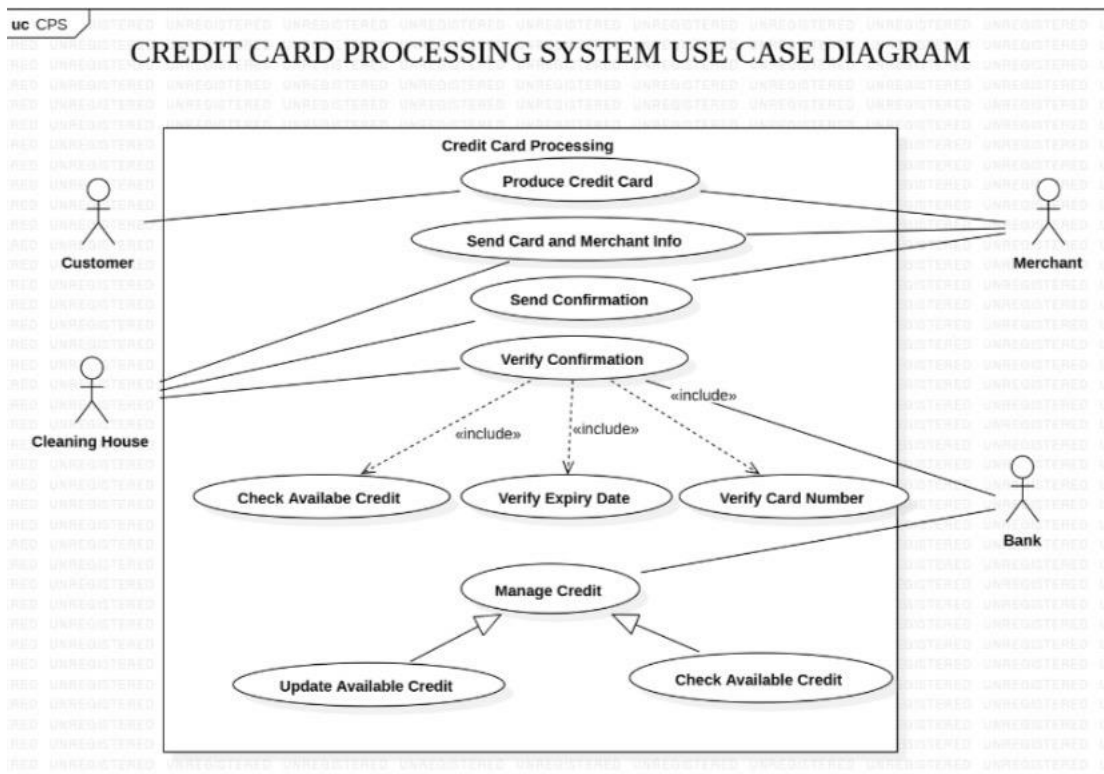 uc CPS
CREDIT CARD PROCESSING SYSTEM USE CASE DIAGRAM
Credit Card Processing
Produce Credit Card
Send Card and Merchant Info
Customer
Merchant
Send Confirmation
Verify Confirmation
«include»
«include»
«include»
Cleaning House
Check Availabe Credit
Verify Expiry Date
Verify Card Number
Bank
Manage Credit
Update Available Credit
Check Available Credit